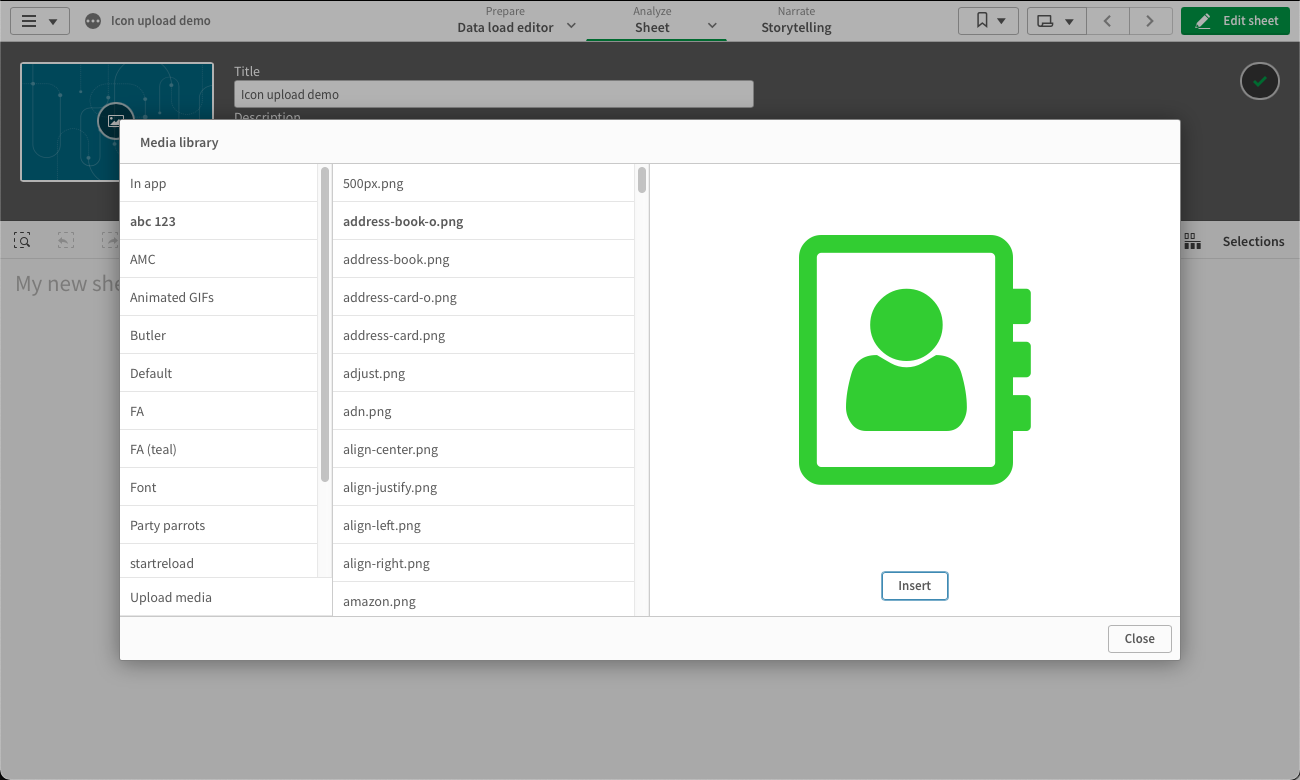 Icon upload demo
Prepare
Data load editor
Analyze
Sheet
Narrate
Storytelling
Edit sheet
Title
Icon upload demo
Description
Media library
In app
abc 123
AMC
Animated GIFs
Butler
Default
FA
FA (teal)
Font
Party parrots
startreload
Upload media
500px.png
address-book-o.png
address-book.png
address-card-o.png
address-card.png
adjust.png
adn.png
align-center.png
align-justify.png
align-left.png
align-right.png
amazon.png
Insert
Close
Selections
My new she